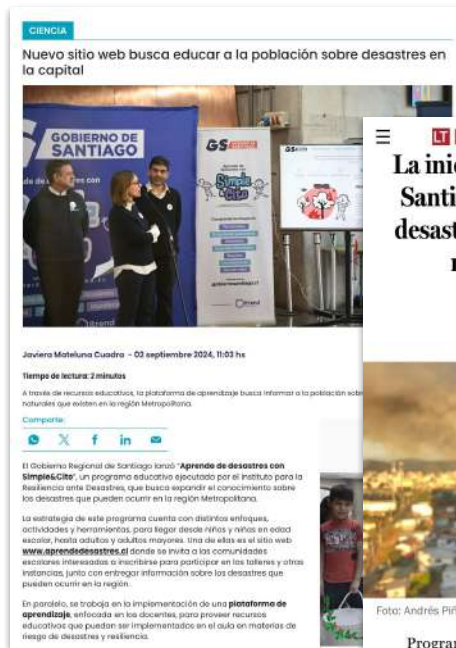 CIENCIA
Nuevo sitio web busca educar a la población sobre desastres en
la capital
GOBIERNO DE
SANTIAGO
GS
Simple
&Cito
itrend
GS
Javiera Mateluna Cuadra - 02 septiembre 2024, 11:03 hs
Tiempo de lectura: 2 minutos
A través de recursos educativos, la plataforma de aprendizaje busca informar a la población sobre
naturales que existen en la región Metropolitana.
Comparte:
El Gobierno Regional de Santiago lanzó "Aprende de desastres con
Simple&Cito", un programa educativo ejecutado por el Instituto para la
Resiliencia ante Desastres, que busca expandir el conocimiento sobre
los desastres que pueden ocurrir en la región Metropolitana.
La estrategia de este programa cuenta con distintos enfoques,
actividades y herramientas, para llegar desde niños y niñas en edad
escolar, hasta adultos y adultos mayores. Una de ellas es el sitio web
www.aprendedesastres.cl donde se invita a las comunidades
escolares interesadas a inscribirse para participar en los talleres y otras
instancias, junto con entregar información sobre los desastres que
pueden ocurrir en la región.
En paralelo, se trabaja en la implementación de una plataforma de
aprendizaje, enfocada en los docentes, para proveer recursos
educativos que puedan ser implementados en el aula en materias de
riesgo de desastres y resiliencia.
LT
La inic
Santi
desast
Foto: Andrés Piñ
Program